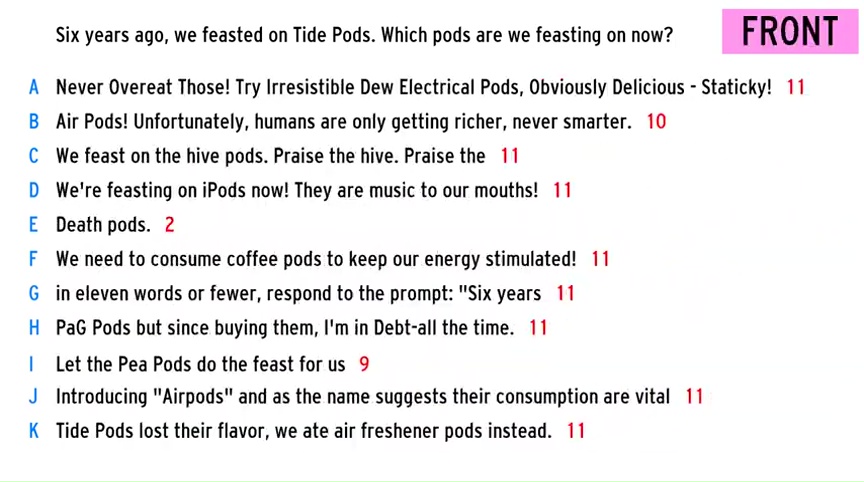 Six years ago, we feasted on Tide Pods. Which pods are we feasting on now?
FRONT
A Never Overeat Those! Try Irresistible Dew Electrical Pods, Obviously Delicious - Staticky! 11
B Air Pods! Unfortunately, humans are only getting richer, never smarter. 10
C We feast on the hive pods. Praise the hive. Praise the 11
D We're feasting on iPods now! They are music to our mouths! 11
E Death pods. 2
F We need to consume coffee pods to keep our energy stimulated! 11
G in eleven words or fewer, respond to the prompt: "Six years 11
H PaG Pods but since buying them, I'm in Debt-all the time. 11
I Let the Pea Pods do the feast for us 9
J Introducing "Airpods" and as the name suggests their consumption are vital 11
K Tide Pods lost their flavor, we ate air freshener pods instead. 11